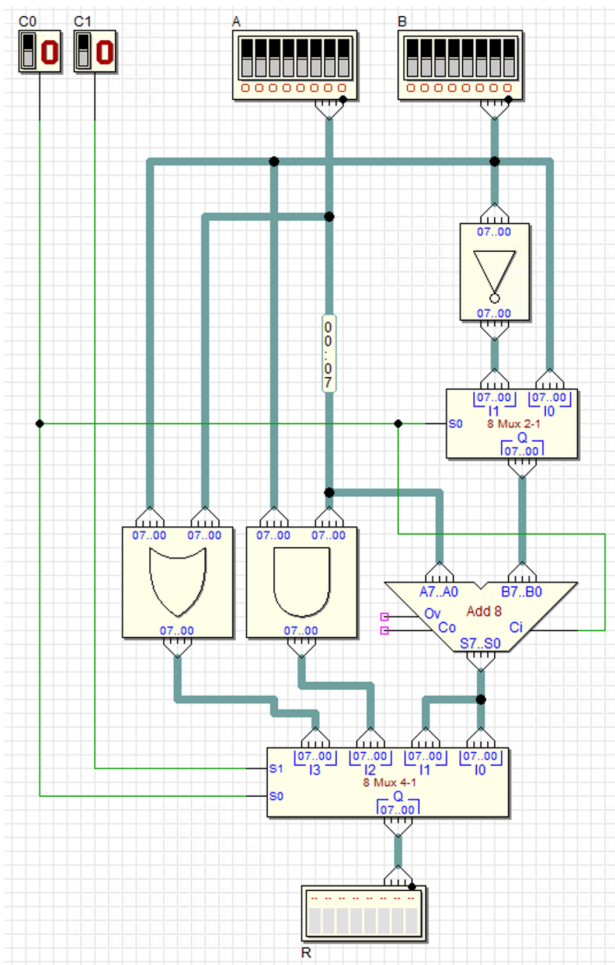 C0 C1 A B
0 0
07..00
07..00
00:07
07..00 07..00
I1 I0
S0 8 Mux 2-1
Q
07..00
07..00 07..00 07..00 07..00
A7..A0 B7..B0
Ov Add 8
Co Ci
07..00 07..00 S7..S0
07..00 07..00 07..00 07..00
S1 I3 I2 I1 I0
8 Mux 4-1
S0 Q
07..00
R